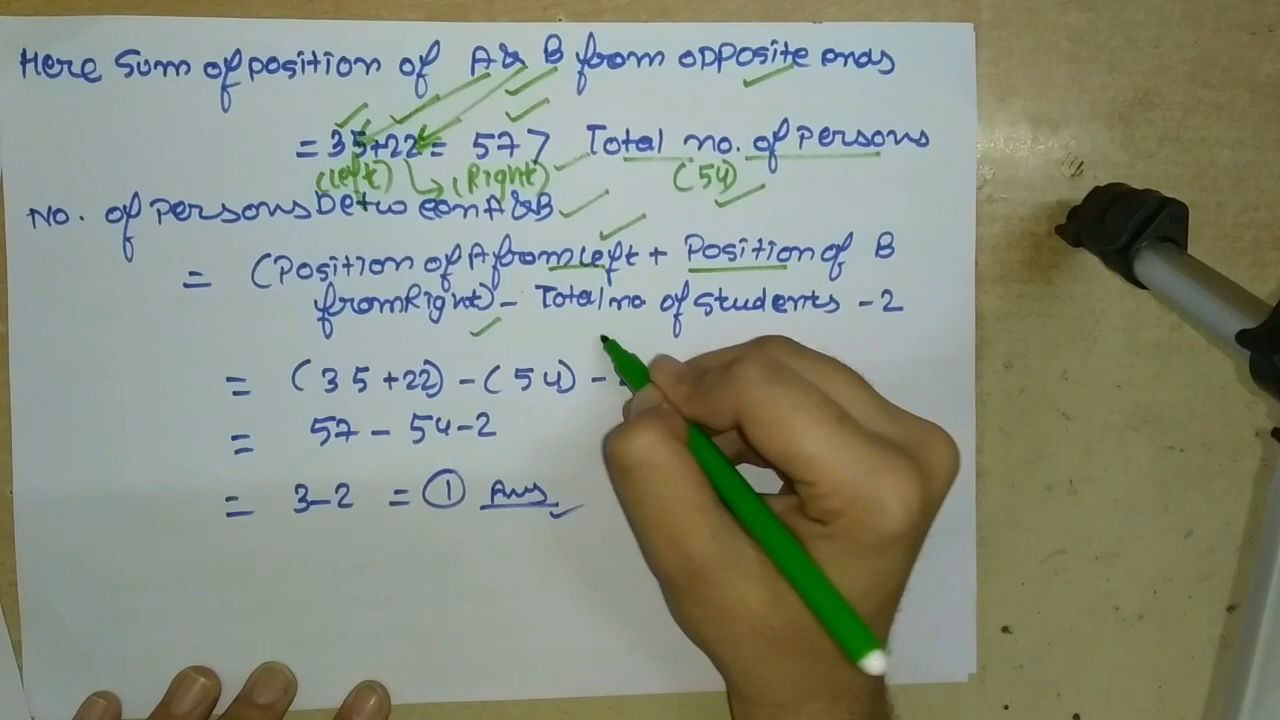 Here Sum of position of A & B from opposite ends
= 35+22 = 57 > Total no. of persons
(left) → (Right) (54)
No. of persons Between A & B
= (Position of A from left + Position of B
from Right) - Total no of students - 2
= (35+22) - (54) -
= 57 - 54 - 2
= 3 - 2 = 1 Ans